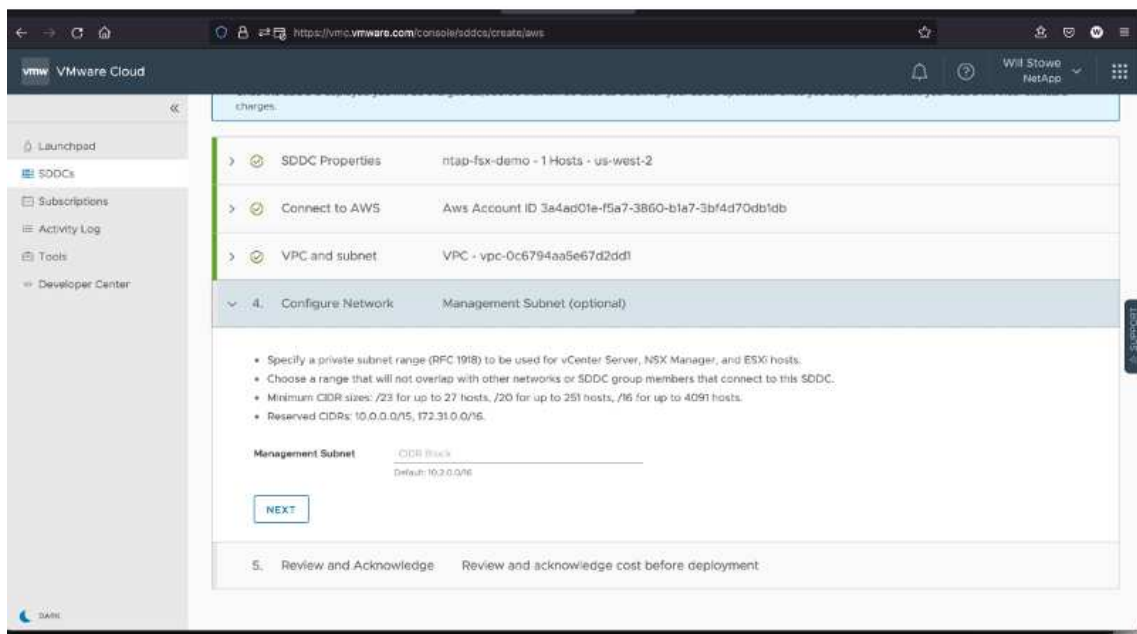 https://vmc.vmware.com/console/sddcs/create/aws
vmw VMware Cloud
Will Stowe
NetApp
charges.
Launchpad
SDDCs
Subscriptions
Activity Log
Tools
Developer Center
SDDC Properties ntap-fsx-demo - 1 Hosts - us-west-2
Connect to AWS Aws Account ID 3a4ad01e-f5a7-3860-b1a7-3bf4d70db1db
VPC and subnet VPC - vpc-0c6794aa5e67d2dd1
4. Configure Network Management Subnet (optional)
• Specify a private subnet range (RFC 1918) to be used for vCenter Server, NSX Manager, and ESXi hosts.
• Choose a range that will not overlap with other networks or SDDC group members that connect to this SDDC.
• Minimum CIDR sizes: /23 for up to 27 hosts, /20 for up to 251 hosts, /16 for up to 4091 hosts.
• Reserved CIDRs: 10.0.0.0/15, 172.31.0.0/16.
Management Subnet CIDR Block
Default: 10.2.0.0/16
NEXT
5. Review and Acknowledge Review and acknowledge cost before deployment
SUPPORT
DARK